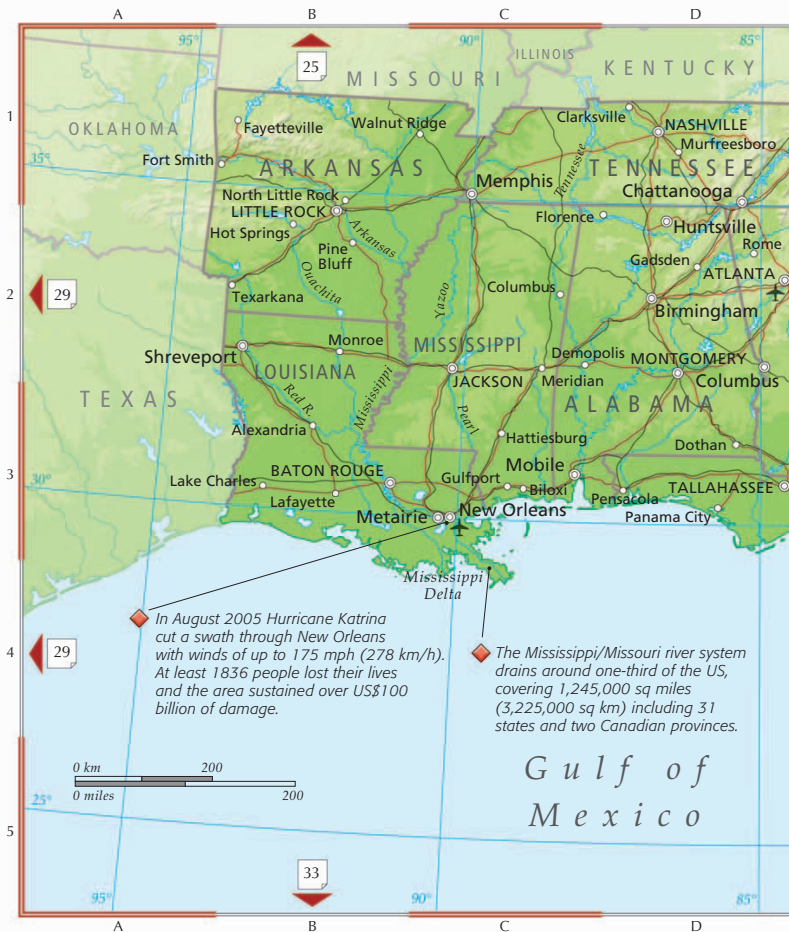 A B C D
95° 90° 85°
25
ILLINOIS
MISSOURI
KENTUCKY
1
OKLAHOMA
Fayetteville
Walnut Ridge
Clarksville
NASHVILLE
Murfreesboro
35°
Fort Smith
ARKANSAS
Tennessee
TENNESSEE
Memphis
Chattanooga
North Little Rock
LITTLE ROCK
Florence
Huntsville
Hot Springs
Arkansas
Pine
Bluff
Rome
Gadsden
ATLANTA
2
29
Ouachita
Texarkana
Yazoo
Columbus
Birmingham
Monroe
MISSISSIPPI
Shreveport
Demopolis
MONTGOMERY
LOUISIANA
JACKSON
Meridian
Columbus
TEXAS
Red R.
Mississippi
Pearl
ALABAMA
Alexandria
Hattiesburg
Dothan
3
30°
Lake Charles
BATON ROUGE
Gulfport
Mobile
Biloxi
TALLAHASSEE
Lafayette
Pensacola
Metairie
New Orleans
Panama City
Mississippi
Delta
4
29
In August 2005 Hurricane Katrina
cut a swath through New Orleans
with winds of up to 175 mph (278 km/h).
At least 1836 people lost their lives
and the area sustained over US$100
billion of damage.
The Mississippi/Missouri river system
drains around one-third of the US,
covering 1,245,000 sq miles
(3,225,000 sq km) including 31
states and two Canadian provinces.
Gulf of
Mexico
0 km 200
0 miles 200
25°
5
33
95° 90° 85°
A B C D